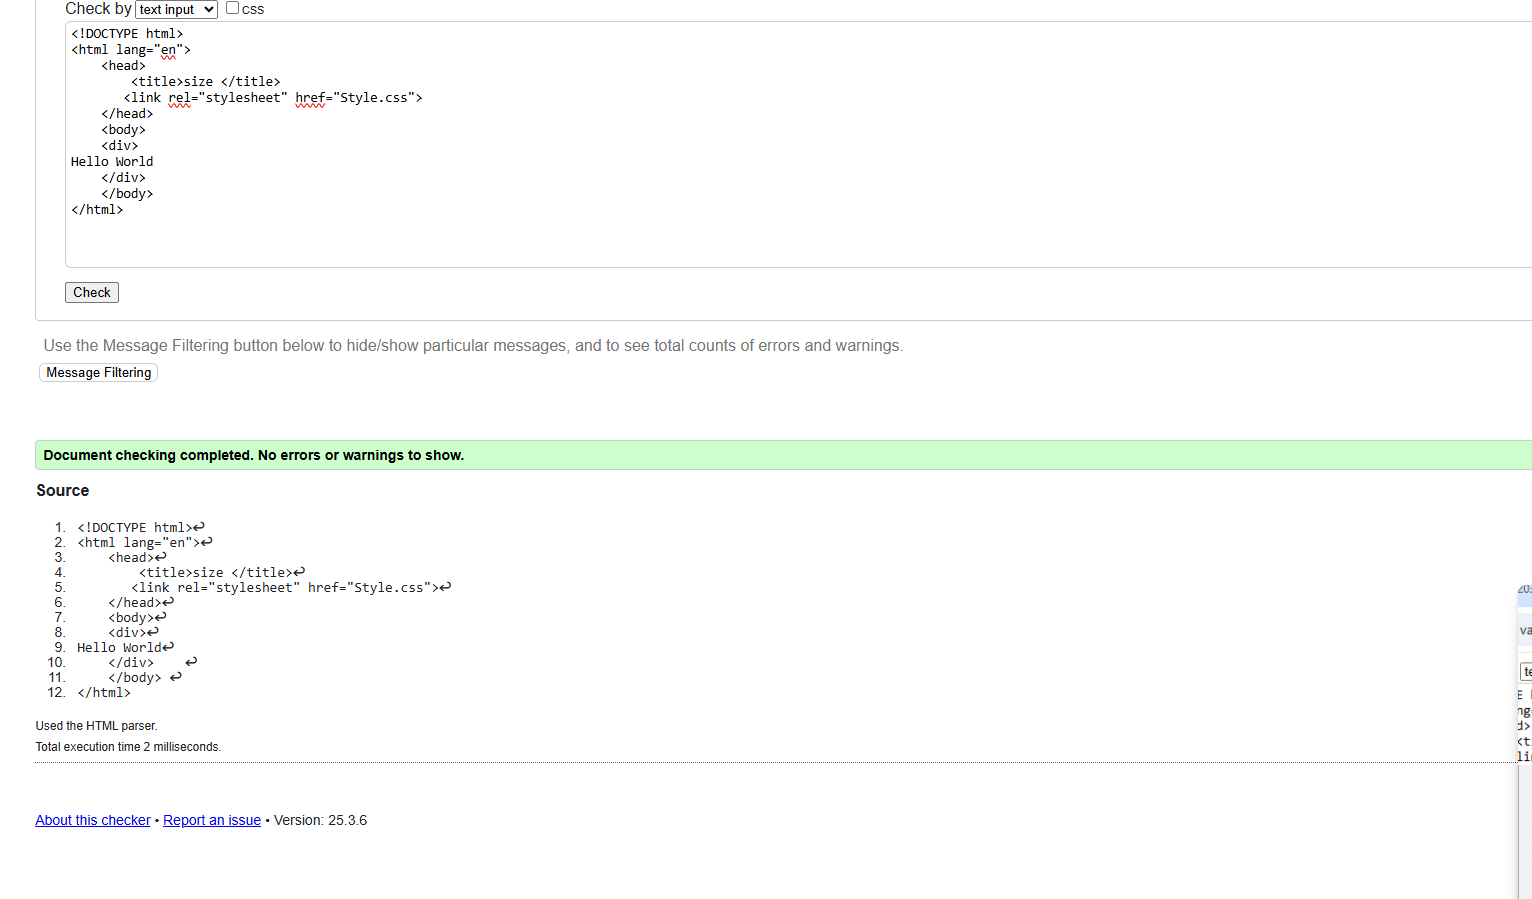 Check by text input css
<!DOCTYPE html>
<html lang="en">
    <head>
        <title>size </title>
       <link rel="stylesheet" href="Style.css">
    </head>
    <body>
    <div>
Hello World
    </div>
    </body>
</html>
Check
Use the Message Filtering button below to hide/show particular messages, and to see total counts of errors and warnings.
Message Filtering
Document checking completed. No errors or warnings to show.
Source
1. <!DOCTYPE html>↩
2. <html lang="en">↩
3.     <head>↩
4.         <title>size </title>↩
5.        <link rel="stylesheet" href="Style.css">↩
6.     </head>↩
7.     <body>↩
8.     <div>↩
9. Hello World↩
10.     </div>    ↩
11.     </body> ↩
12. </html>
Used the HTML parser.
Total execution time 2 milliseconds.
About this checker • Report an issue • Version: 25.3.6